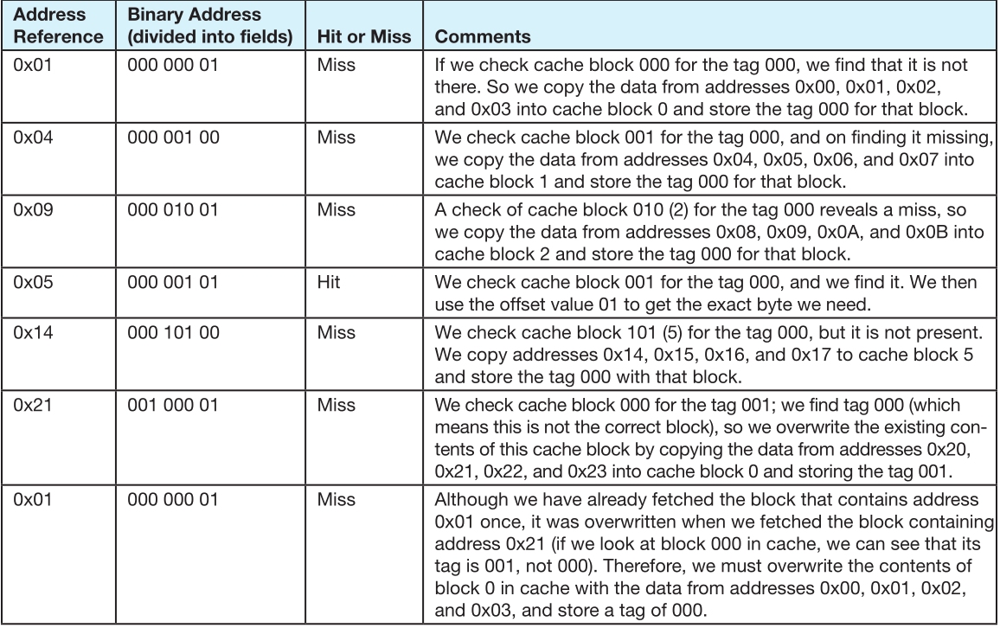 Address Reference Binary Address (divided into fields) Hit or Miss Comments
0x01 000 000 01 Miss If we check cache block 000 for the tag 000, we find that it is not
there. So we copy the data from addresses 0x00, 0x01, 0x02,
and 0x03 into cache block 0 and store the tag 000 for that block.
0x04 000 001 00 Miss We check cache block 001 for the tag 000, and on finding it missing,
we copy the data from addresses 0x04, 0x05, 0x06, and 0x07 into
cache block 1 and store the tag 000 for that block.
0x09 000 010 01 Miss A check of cache block 010 (2) for the tag 000 reveals a miss, so
we copy the data from addresses 0x08, 0x09, 0x0A, and 0x0B into
cache block 2 and store the tag 000 for that block.
0x05 000 001 01 Hit We check cache block 001 for the tag 000, and we find it. We then
use the offset value 01 to get the exact byte we need.
0x14 000 101 00 Miss We check cache block 101 (5) for the tag 000, but it is not present.
We copy addresses 0x14, 0x15, 0x16, and 0x17 to cache block 5
and store the tag 000 with that block.
0x21 001 000 01 Miss We check cache block 000 for the tag 001; we find tag 000 (which
means this is not the correct block), so we overwrite the existing con-
tents of this cache block by copying the data from addresses 0x20,
0x21, 0x22, and 0x23 into cache block 0 and storing the tag 001.
0x01 000 000 01 Miss Although we have already fetched the block that contains address
0x01 once, it was overwritten when we fetched the block containing
address 0x21 (if we look at block 000 in cache, we can see that its
tag is 001, not 000). Therefore, we must overwrite the contents of
block 0 in cache with the data from addresses 0x00, 0x01, 0x02,
and 0x03, and store a tag of 000.